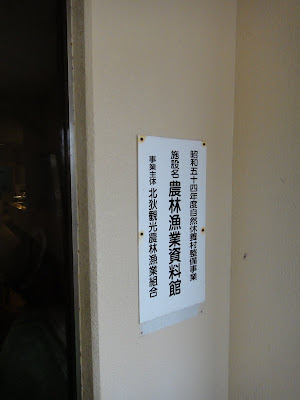 昭和五十四年度自然休養村整備事業
施設名 農林漁業資料館
事業主体 北狄観光農林漁業組合